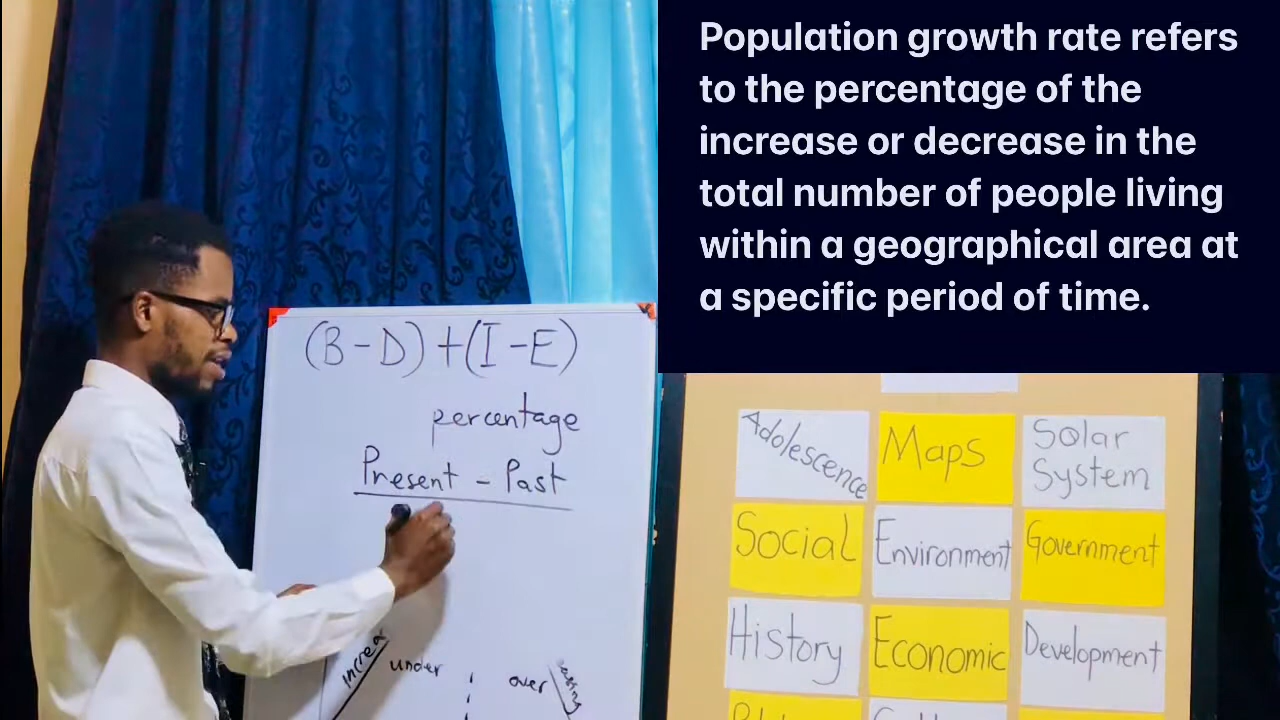 Population growth rate refers
to the percentage of the
increase or decrease in the
total number of people living
within a geographical area at
a specific period of time.
(B-D)+(I-E)
percentage
Present - Past
under
over
Adolescence
Maps
Solar
System
Social
Environment
Government
History
Economic
Development